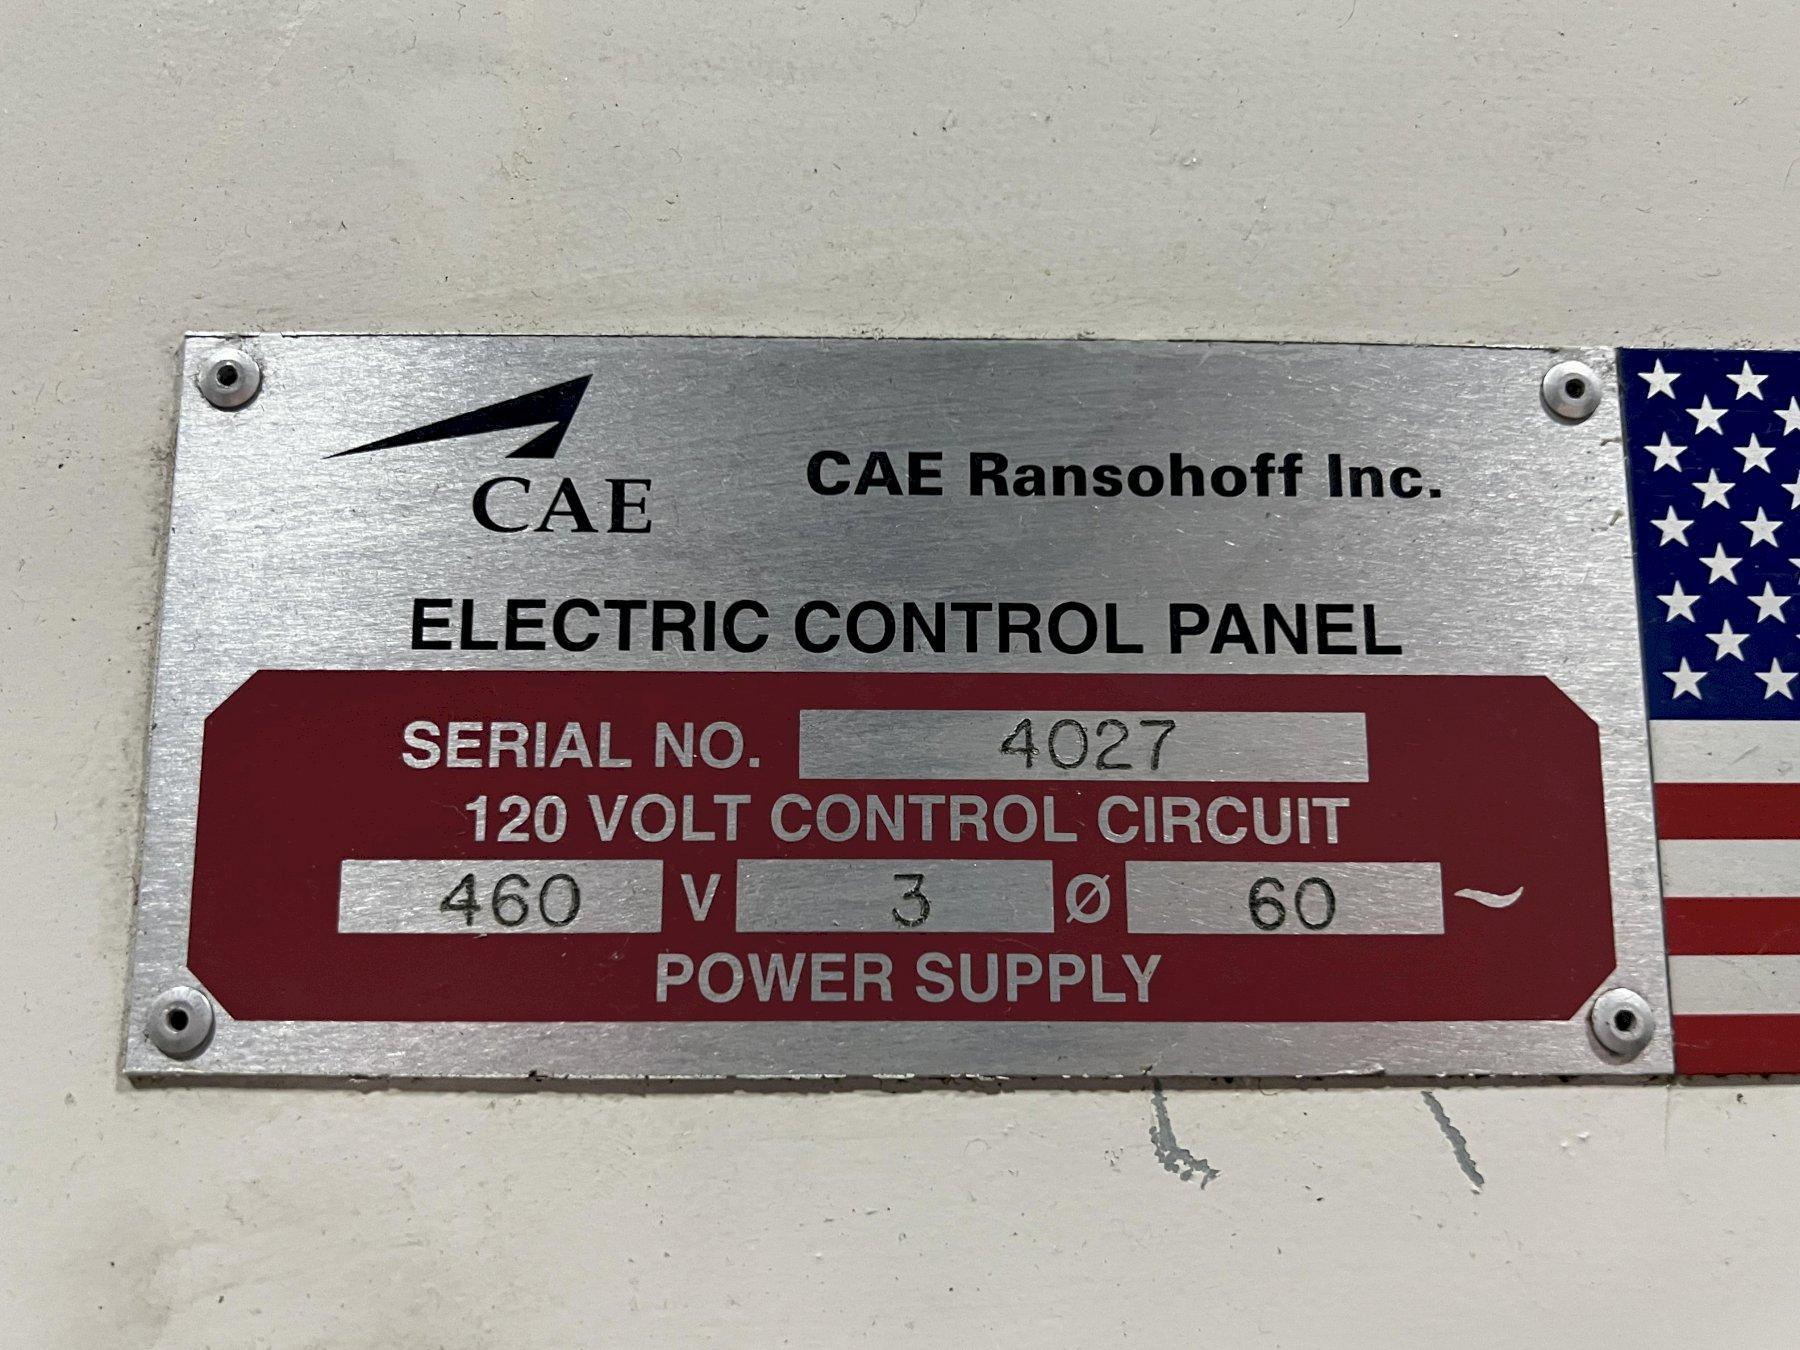 CAE
CAE Ransohoff Inc.
ELECTRIC CONTROL PANEL
SERIAL NO. 4027
120 VOLT CONTROL CIRCUIT
460 V 3 Ø 60 ~
POWER SUPPLY